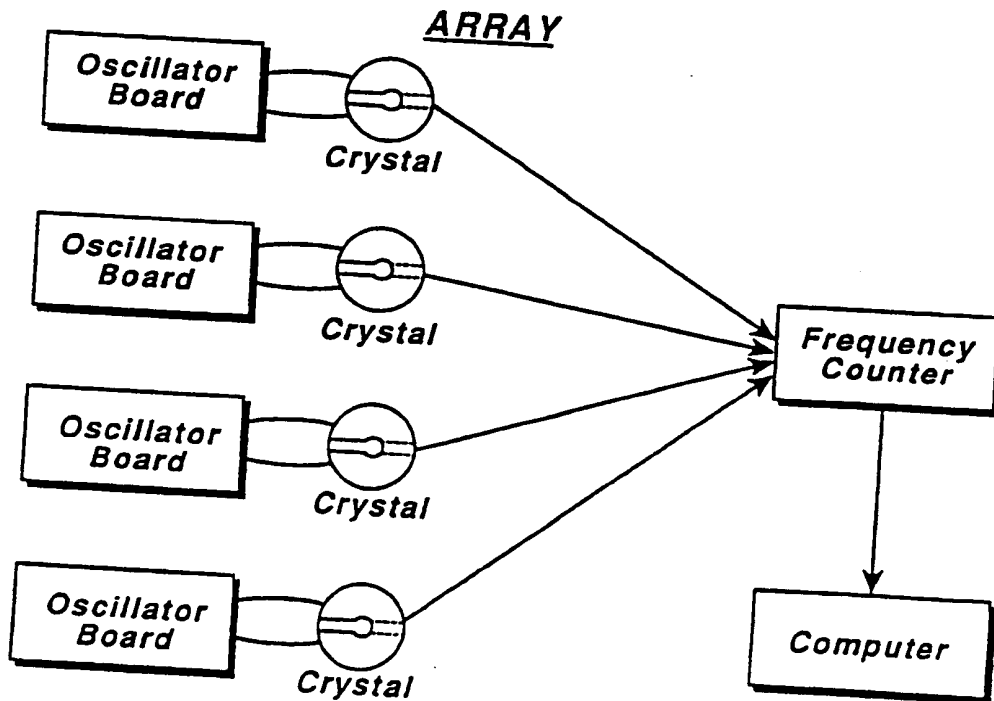 ARRAY
Oscillator
Board
Crystal
Oscillator
Board
Crystal
Oscillator
Board
Crystal
Oscillator
Board
Crystal
Frequency
Counter
Computer